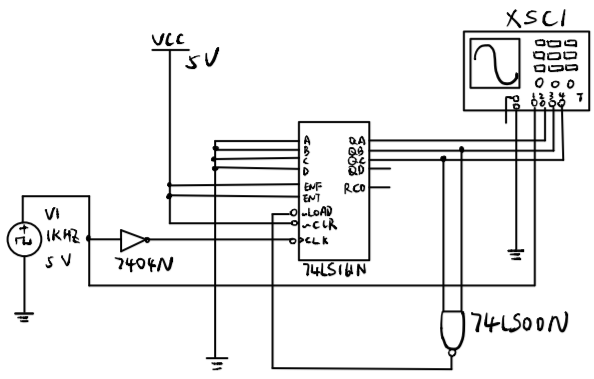 XSC1
VCC
5V
1 2 3 4 T
A
B
C
D
ENP
ENT
~LOAD
~CLR
>CLK
QA
QB
QC
QD
RCO
74LS161N
V1
1KHZ
5 V
7404N
74LS00N